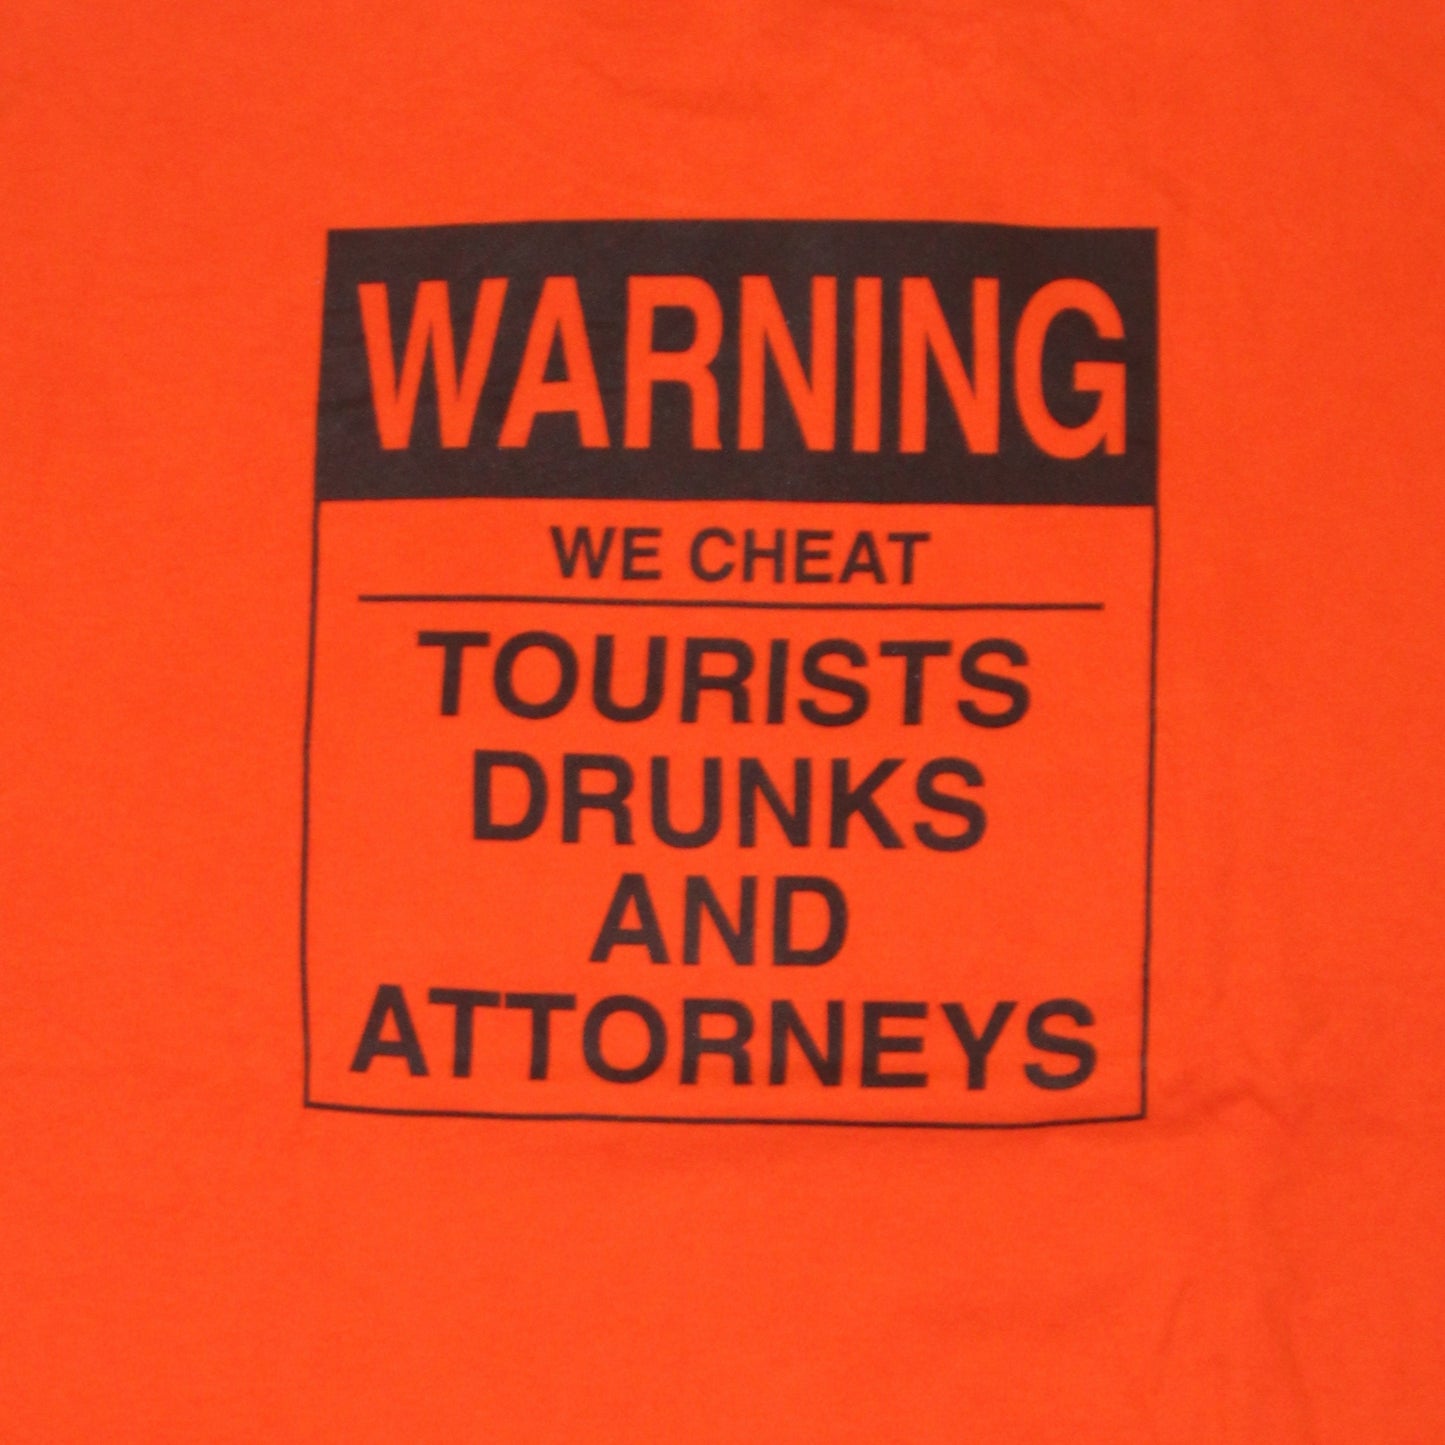 WARNING
WE CHEAT
TOURISTS
DRUNKS
AND
ATTORNEYS